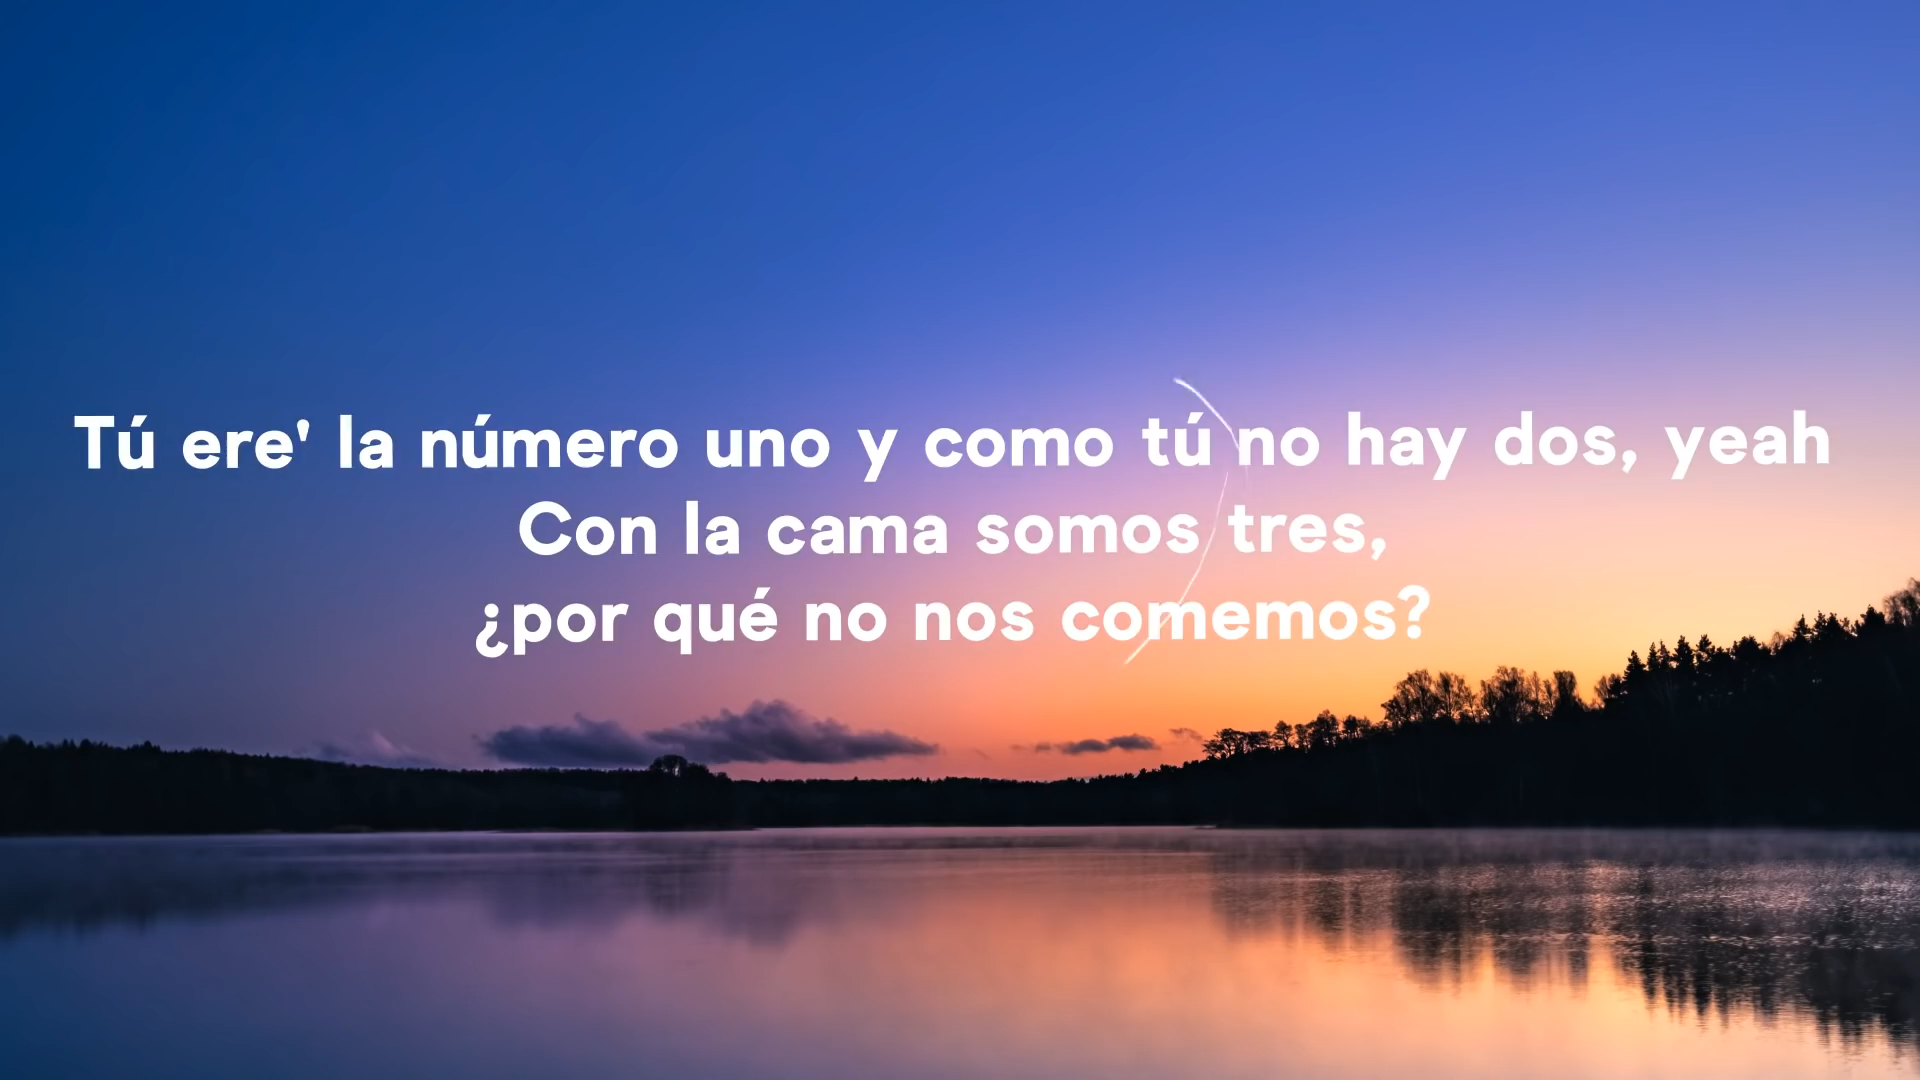 Tú ere' la número uno y como tú no hay dos, yeah
Con la cama somos tres,
¿por qué no nos comemos?